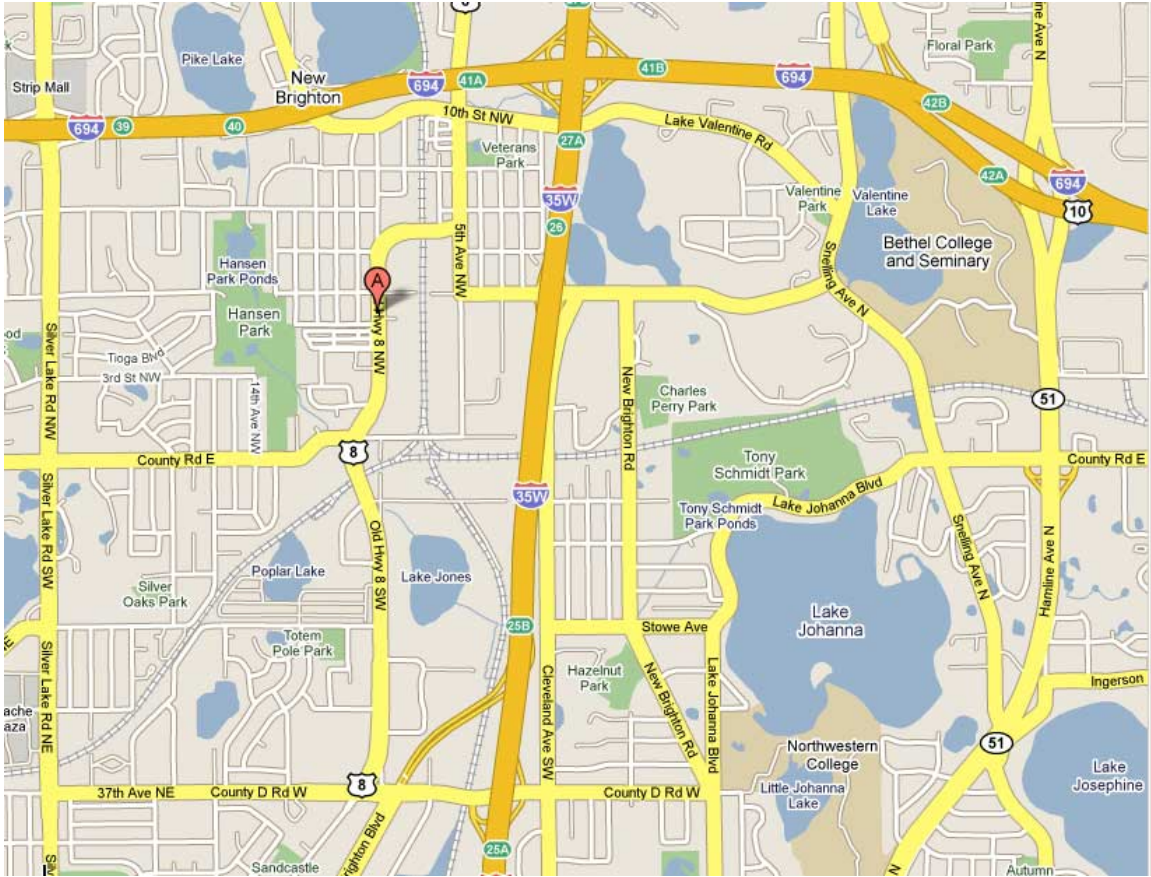 Pike Lake
Strip Mall
New
Brighton
694
41A
41B
694
Floral Park
42B
694
39
40
10th St NW
Lake Valentine Rd
27A
Veterans
Park
42A
694
10
35W
26
Valentine
Park
Valentine
Lake
Bethel College
and Seminary
5th Ave NW
Hansen
Park Ponds
Hansen
Park
A
Hwy 8 NW
Snelling Ave N
Silver Lake Rd NW
Tioga Blvd
3rd St NW
14th Ave NW
New Brighton Rd
Charles
Perry Park
51
8
County Rd E
Tony
Schmidt Park
County Rd E
Silver Lake Rd SW
35W
Lake Johanna Blvd
Tony Schmidt
Park Ponds
Old Hwy 8 SW
Snelling Ave N
Hamline Ave N
Poplar Lake
Lake Jones
Silver
Oaks Park
Lake
Johanna
25B
Stowe Ave
Totem
Pole Park
Silver Lake Rd NE
Hazelnut
Park
Cleveland Ave SW
New Brighton Rd
Lake Johanna Blvd
Ingerson
51
Northwestern
College
Lake
Josephine
8
37th Ave NE
County D Rd W
County D Rd W
Little Johanna
Lake
25A
Sandcastle
Autumn